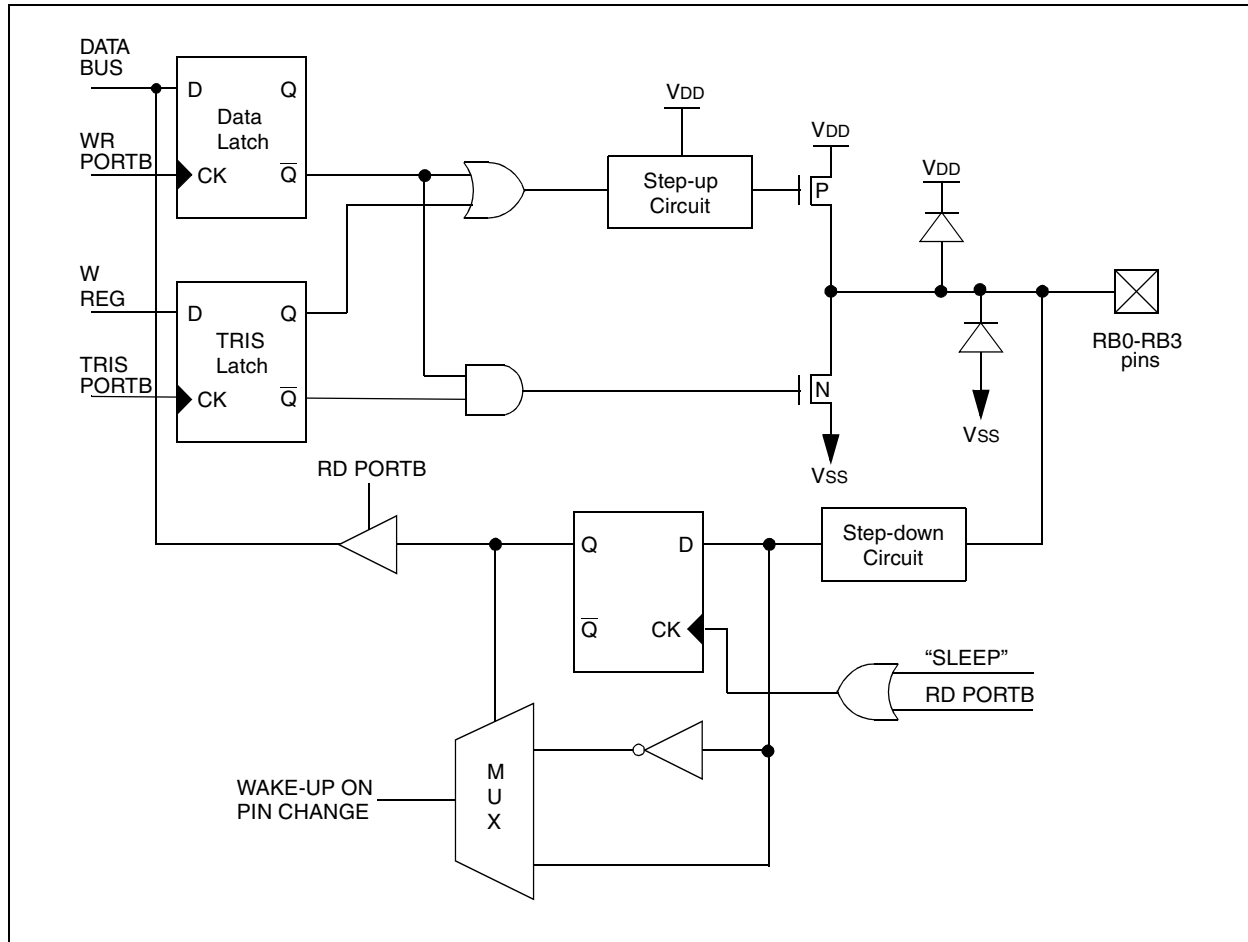 DATA
BUS
D
Q
Data
Latch
WR
PORTB
CK
Q
VDD
VDD
Step-up
Circuit
P
VDD
W
REG
D
Q
TRIS
Latch
TRIS
PORTB
CK
Q
N
VSS
VSS
RB0-RB3
pins
RD PORTB
Q
D
Q
CK
Step-down
Circuit
“SLEEP”
RD PORTB
M
U
X
WAKE-UP ON
PIN CHANGE